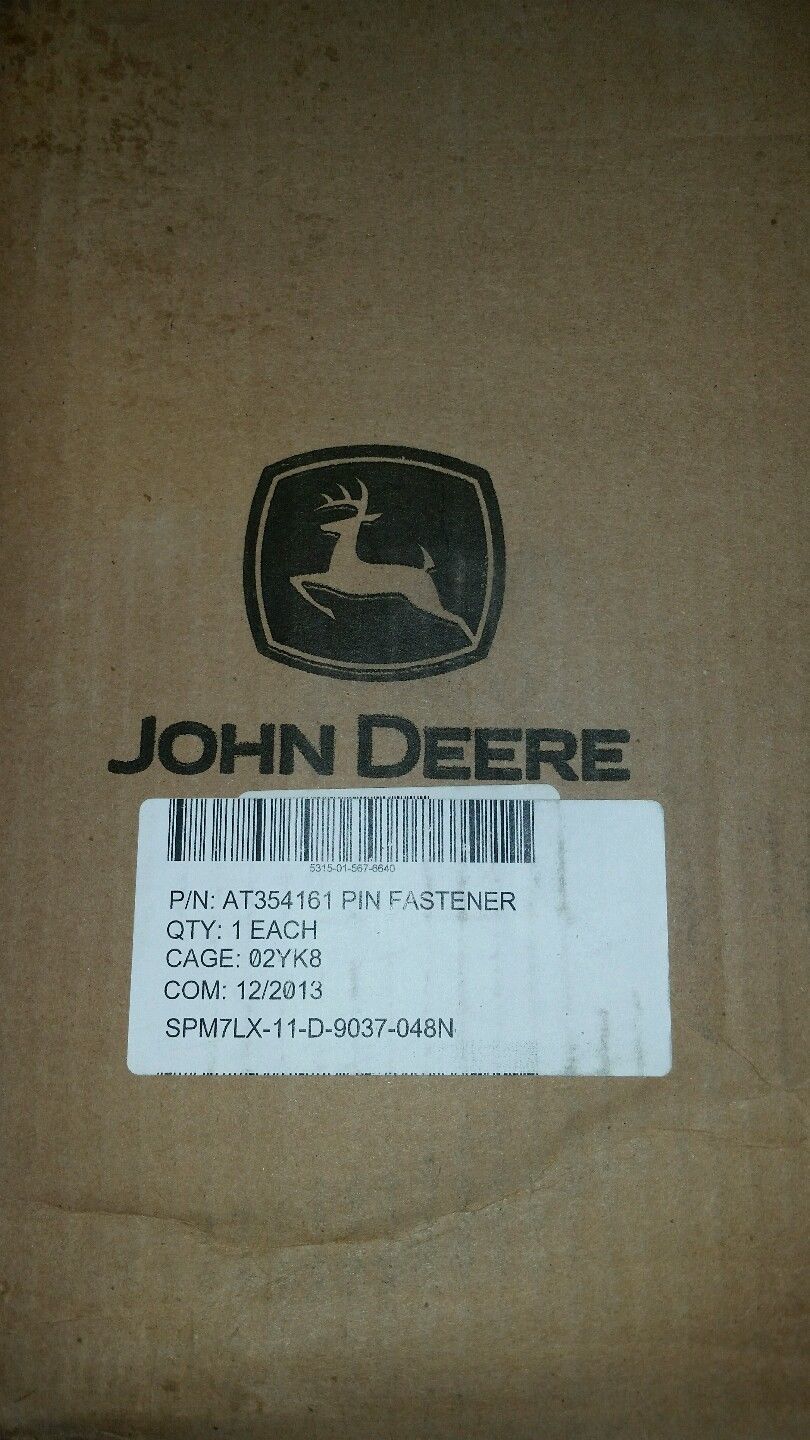 JOHN DEERE
5315-01-567-6640
P/N: AT354161 PIN FASTENER
QTY: 1 EACH
CAGE: 02YK8
COM: 12/2013
SPM7LX-11-D-9037-048N